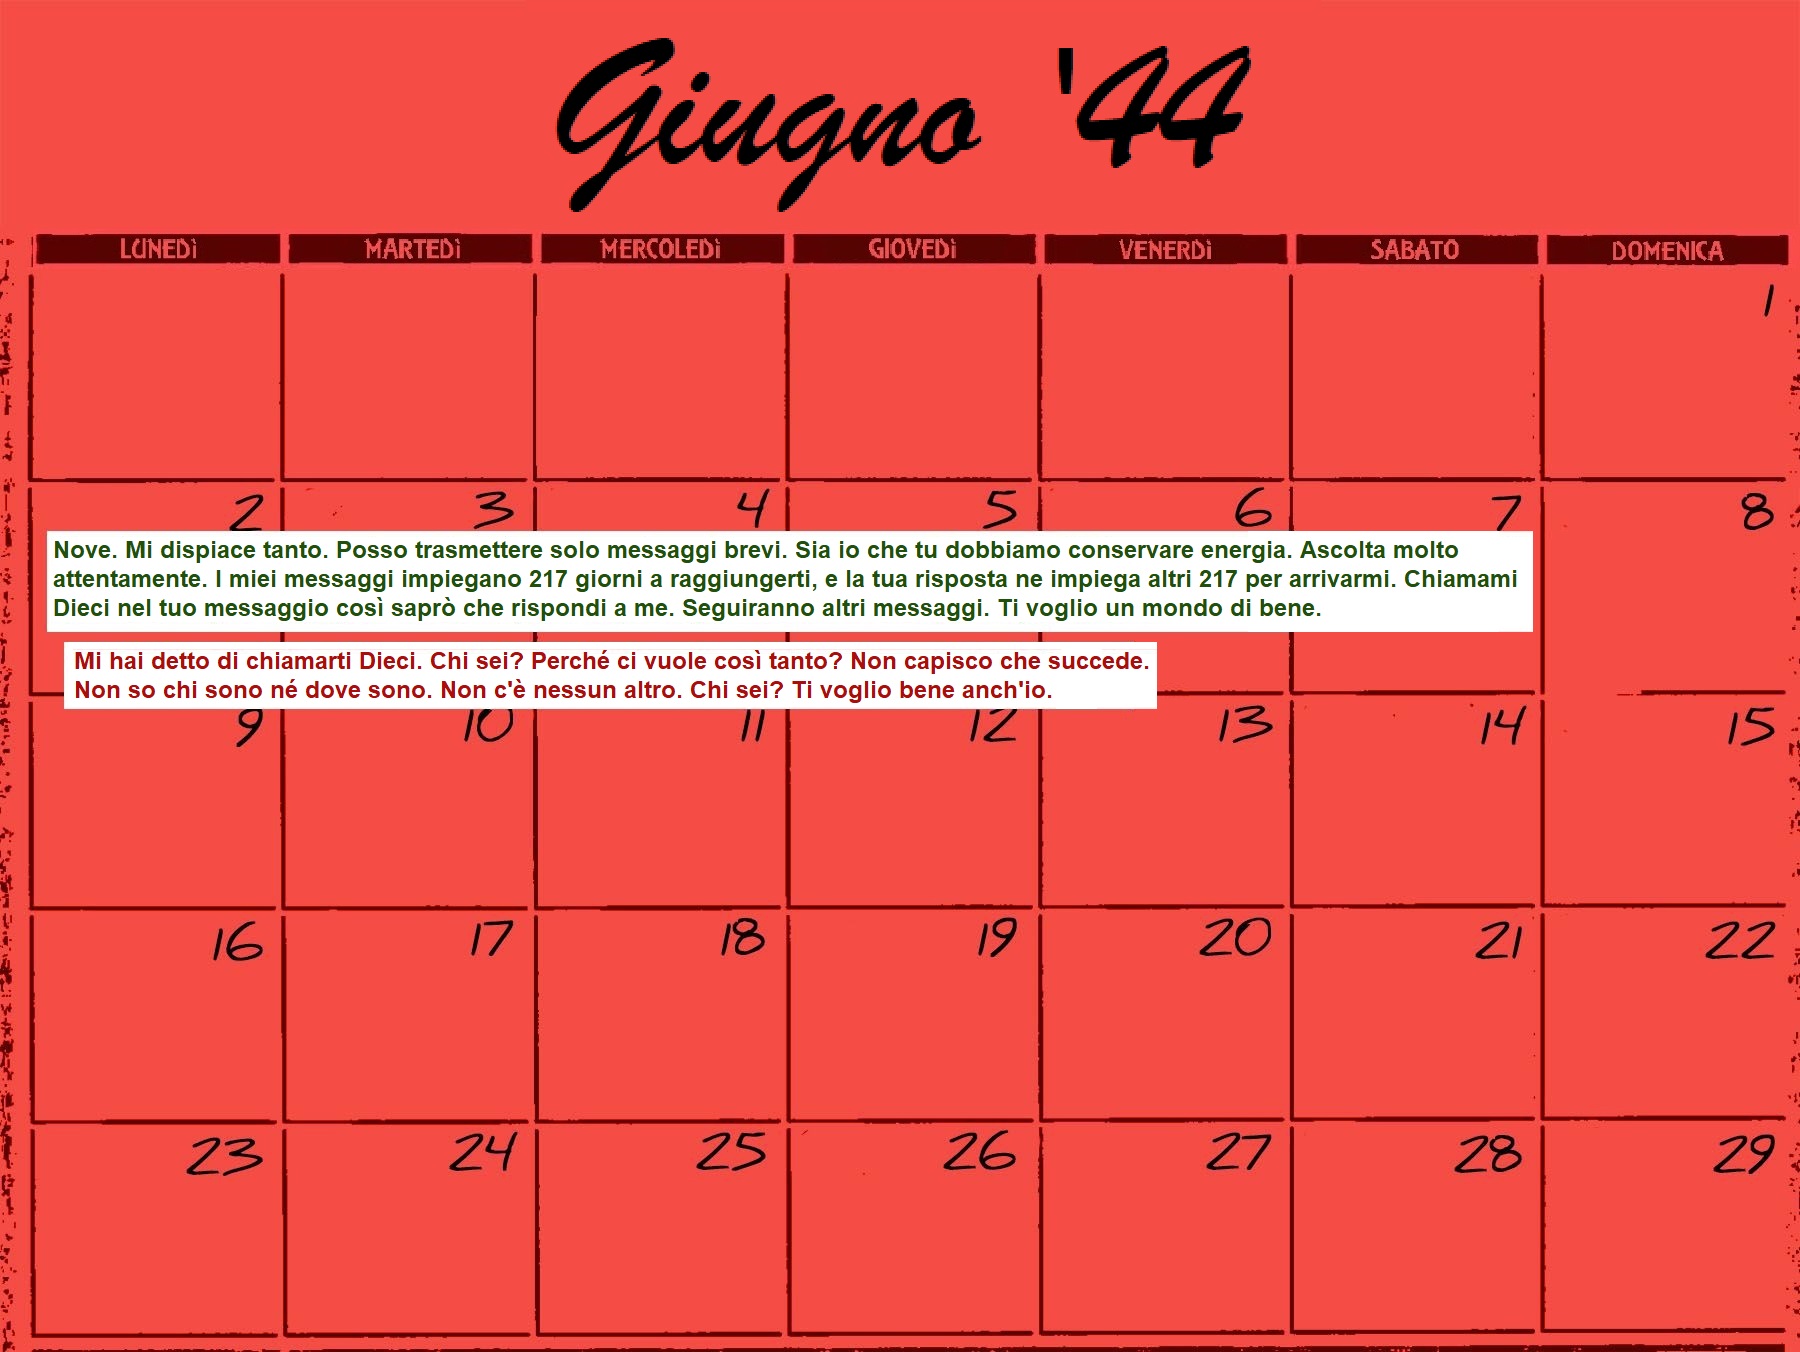 Giugno '44
LUNEDÌ MARTEDÌ MERCOLEDÌ GIOVEDÌ VENERDÌ SABATO DOMENICA
1
2 3 4 5 6 7 8
Nove. Mi dispiace tanto. Posso trasmettere solo messaggi brevi. Sia io che tu dobbiamo conservare energia. Ascolta molto
attentamente. I miei messaggi impiegano 217 giorni a raggiungerti, e la tua risposta ne impiega altri 217 per arrivarmi. Chiamami
Dieci nel tuo messaggio così saprò che rispondi a me. Seguiranno altri messaggi. Ti voglio un mondo di bene.
Mi hai detto di chiamarti Dieci. Chi sei? Perché ci vuole così tanto? Non capisco che succede.
Non so chi sono né dove sono. Non c'è nessun altro. Chi sei? Ti voglio bene anch'io.
9 10 11 12 13 14 15
16 17 18 19 20 21 22
23 24 25 26 27 28 29